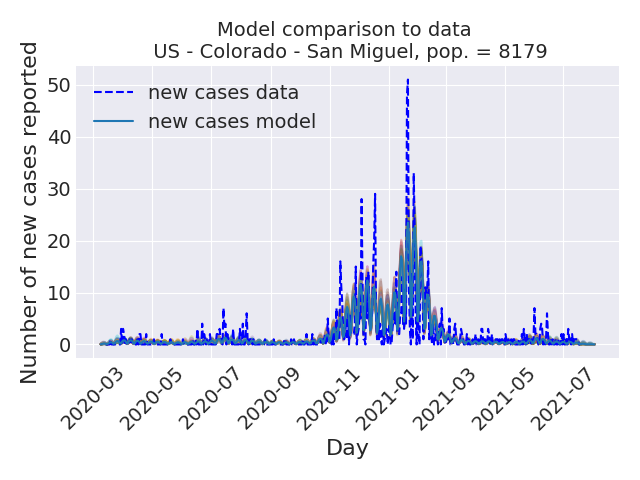 Model comparison to data
US - Colorado - San Miguel, pop. = 8179
Number of new cases reported
50
40
30
20
10
0
new cases data
new cases model
2020-03
2020-05
2020-07
2020-09
2020-11
2021-01
2021-03
2021-05
2021-07
Day